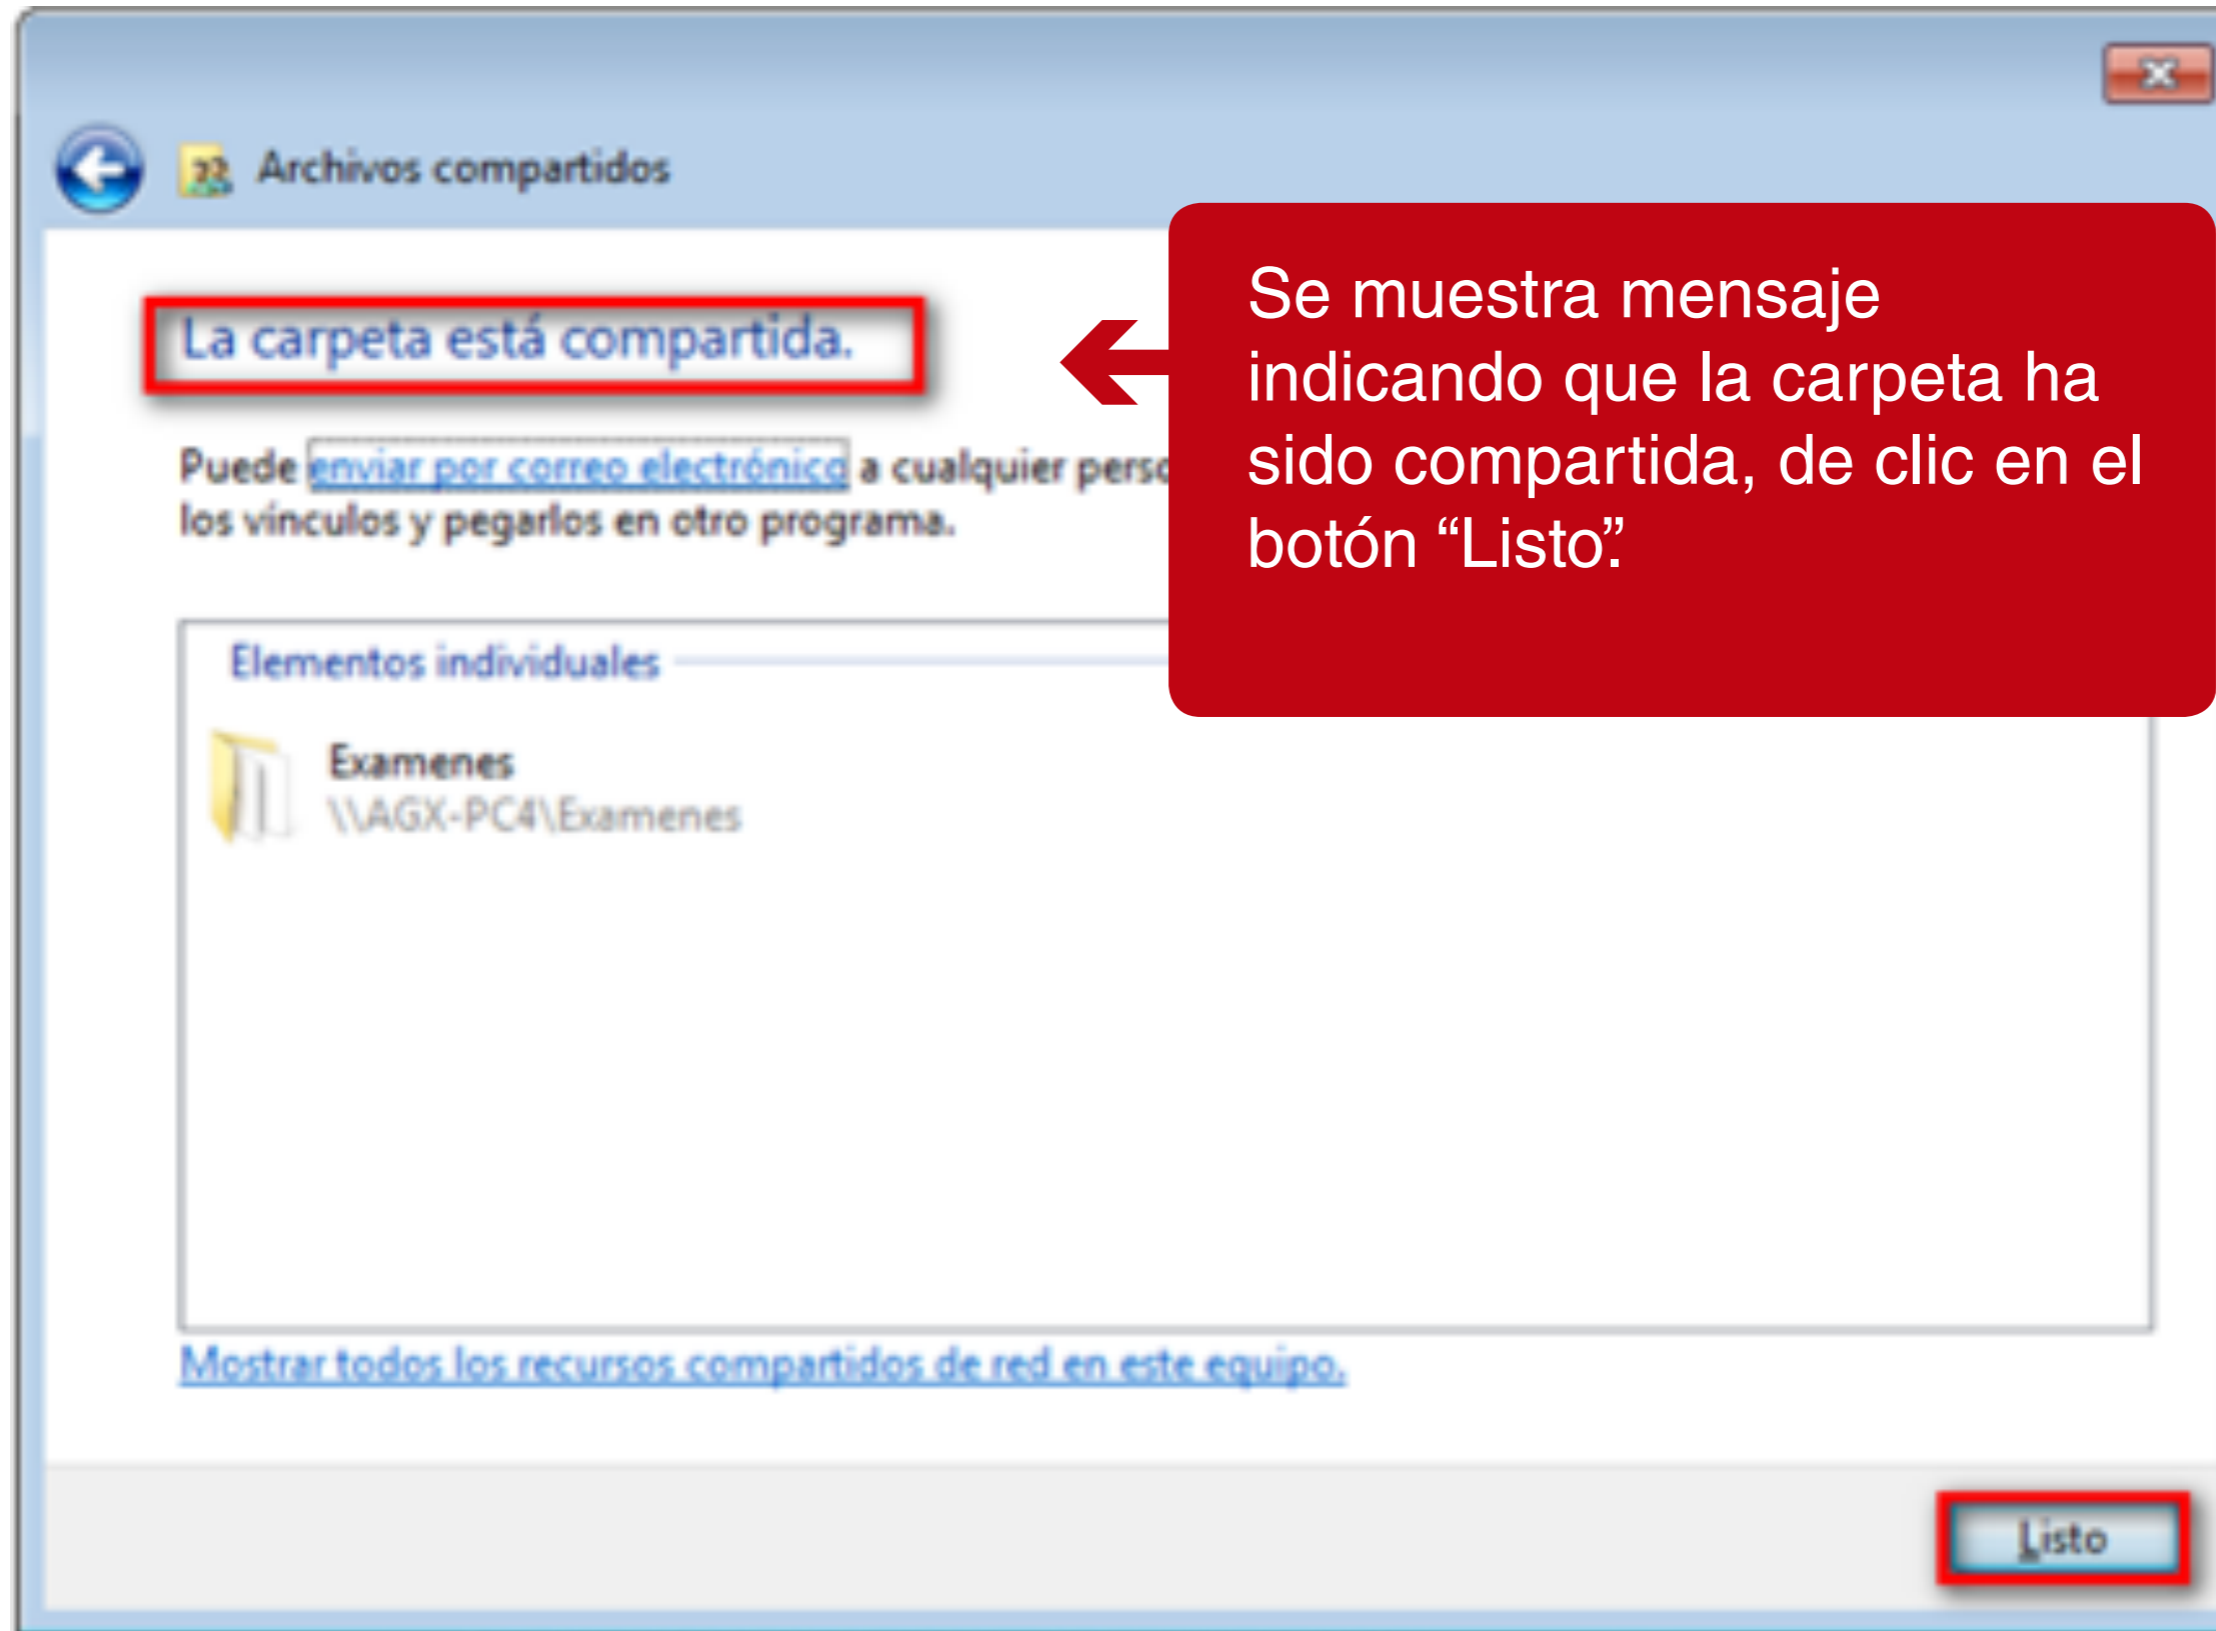 Archivos compartidos
La carpeta está compartida.
Se muestra mensaje
indicando que la carpeta ha
sido compartida, de clic en el
botón “Listo”.
Puede enviar por correo electrónico a cualquier perso
los vínculos y pegarlos en otro programa.
Elementos individuales
Examenes
\\AGX-PC4\Examenes
Mostrar todos los recursos compartidos de red en este equipo.
Listo